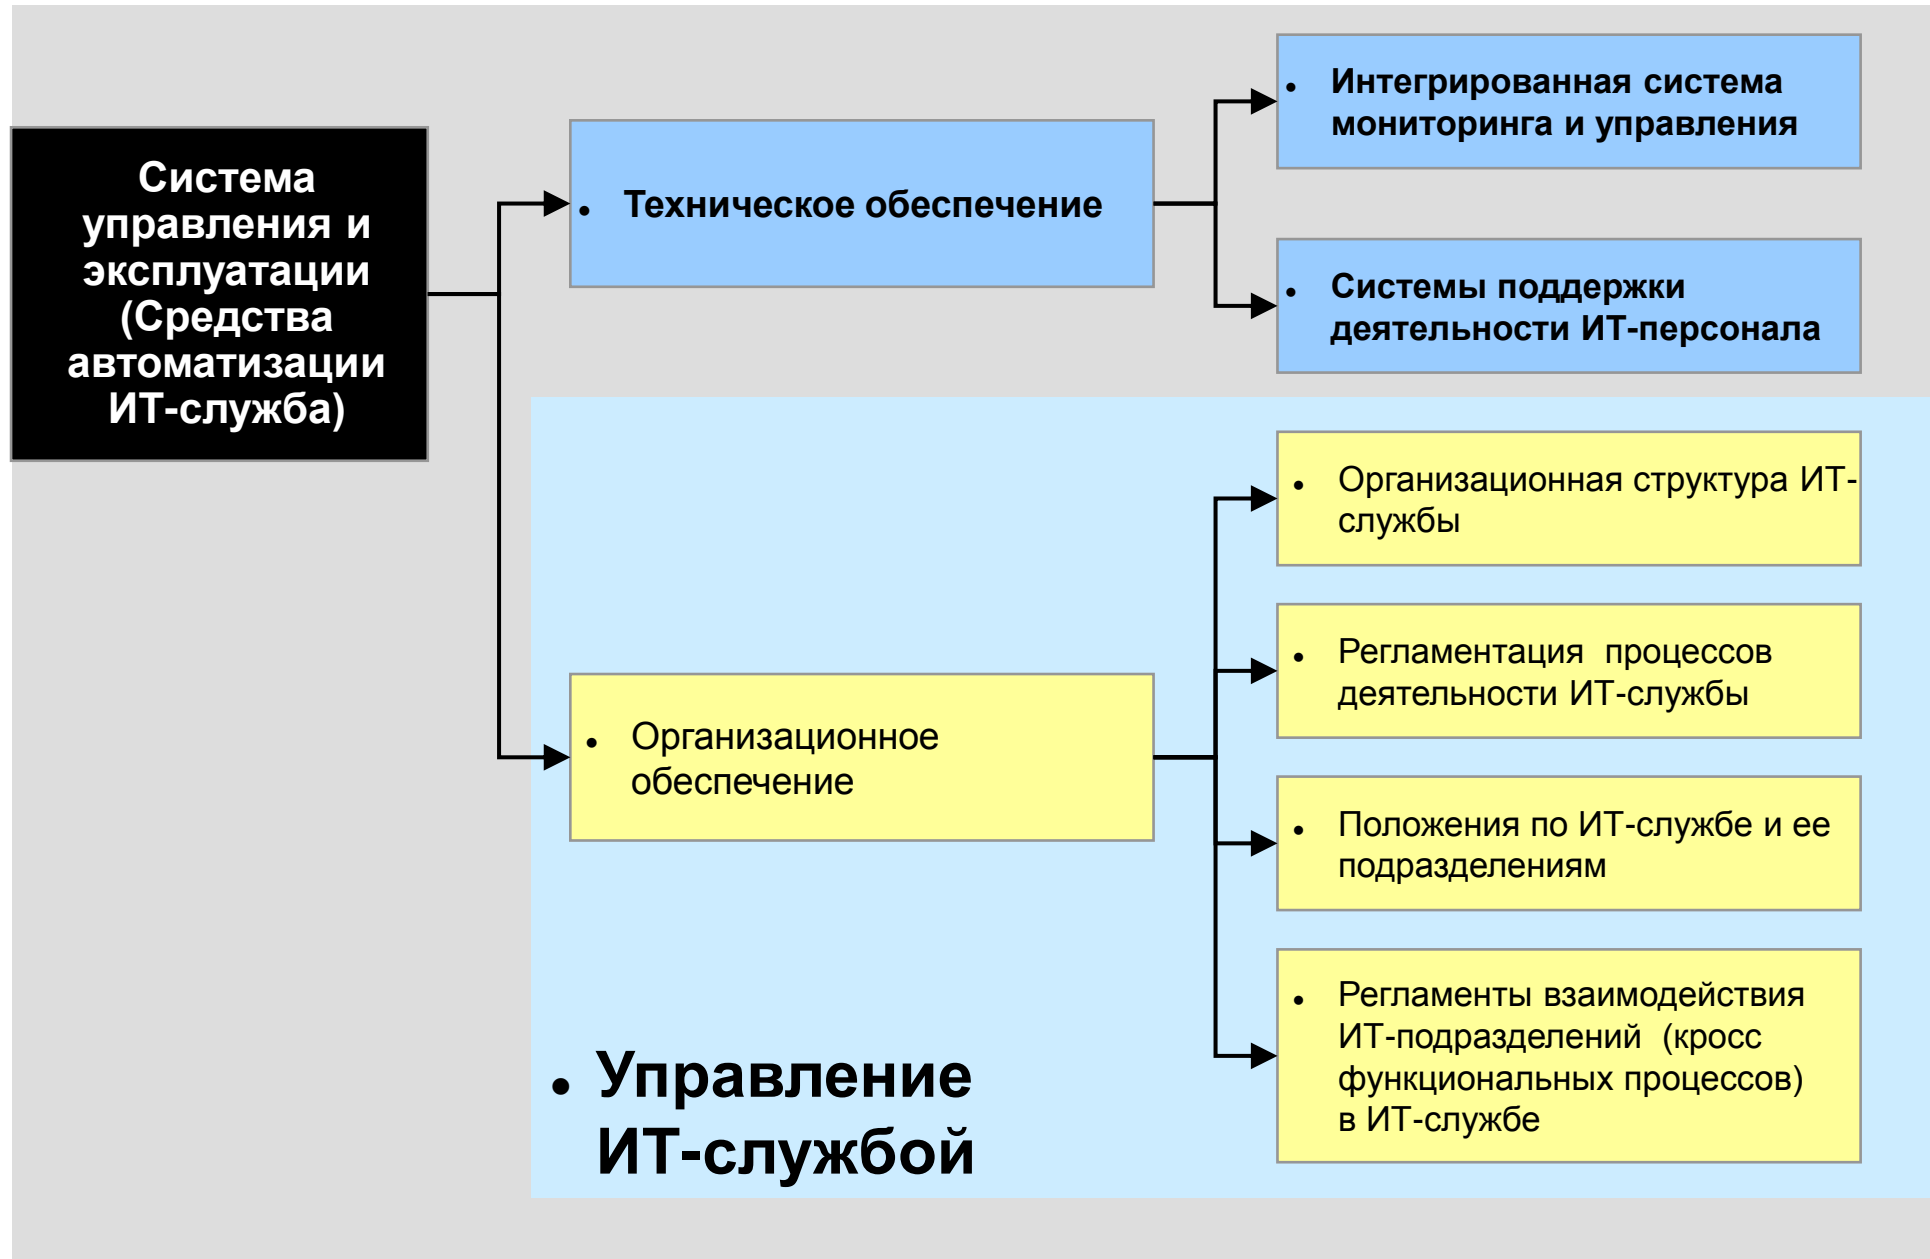 Система
управления и
эксплуатации
(Средства
автоматизации
ИТ-служба)
• Техническое обеспечение
• Интегрированная система
мониторинга и управления
• Системы поддержки
деятельности ИТ-персонала
• Организационное
обеспечение
• Организационная структура ИТ-
службы
• Регламентация процессов
деятельности ИТ-службы
• Положения по ИТ-службе и ее
подразделениям
• Регламенты взаимодействия
ИТ-подразделений (кросс
функциональных процессов)
в ИТ-службе
• Управление
ИТ-службой